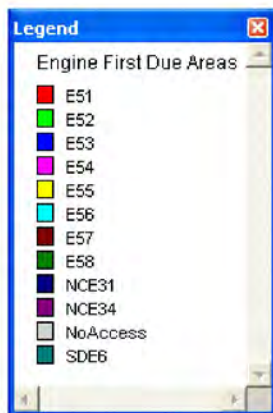 Legend
Engine First Due Areas
E51
E52
E53
E54
E55
E56
E57
E58
NCE31
NCE34
NoAccess
SDE6